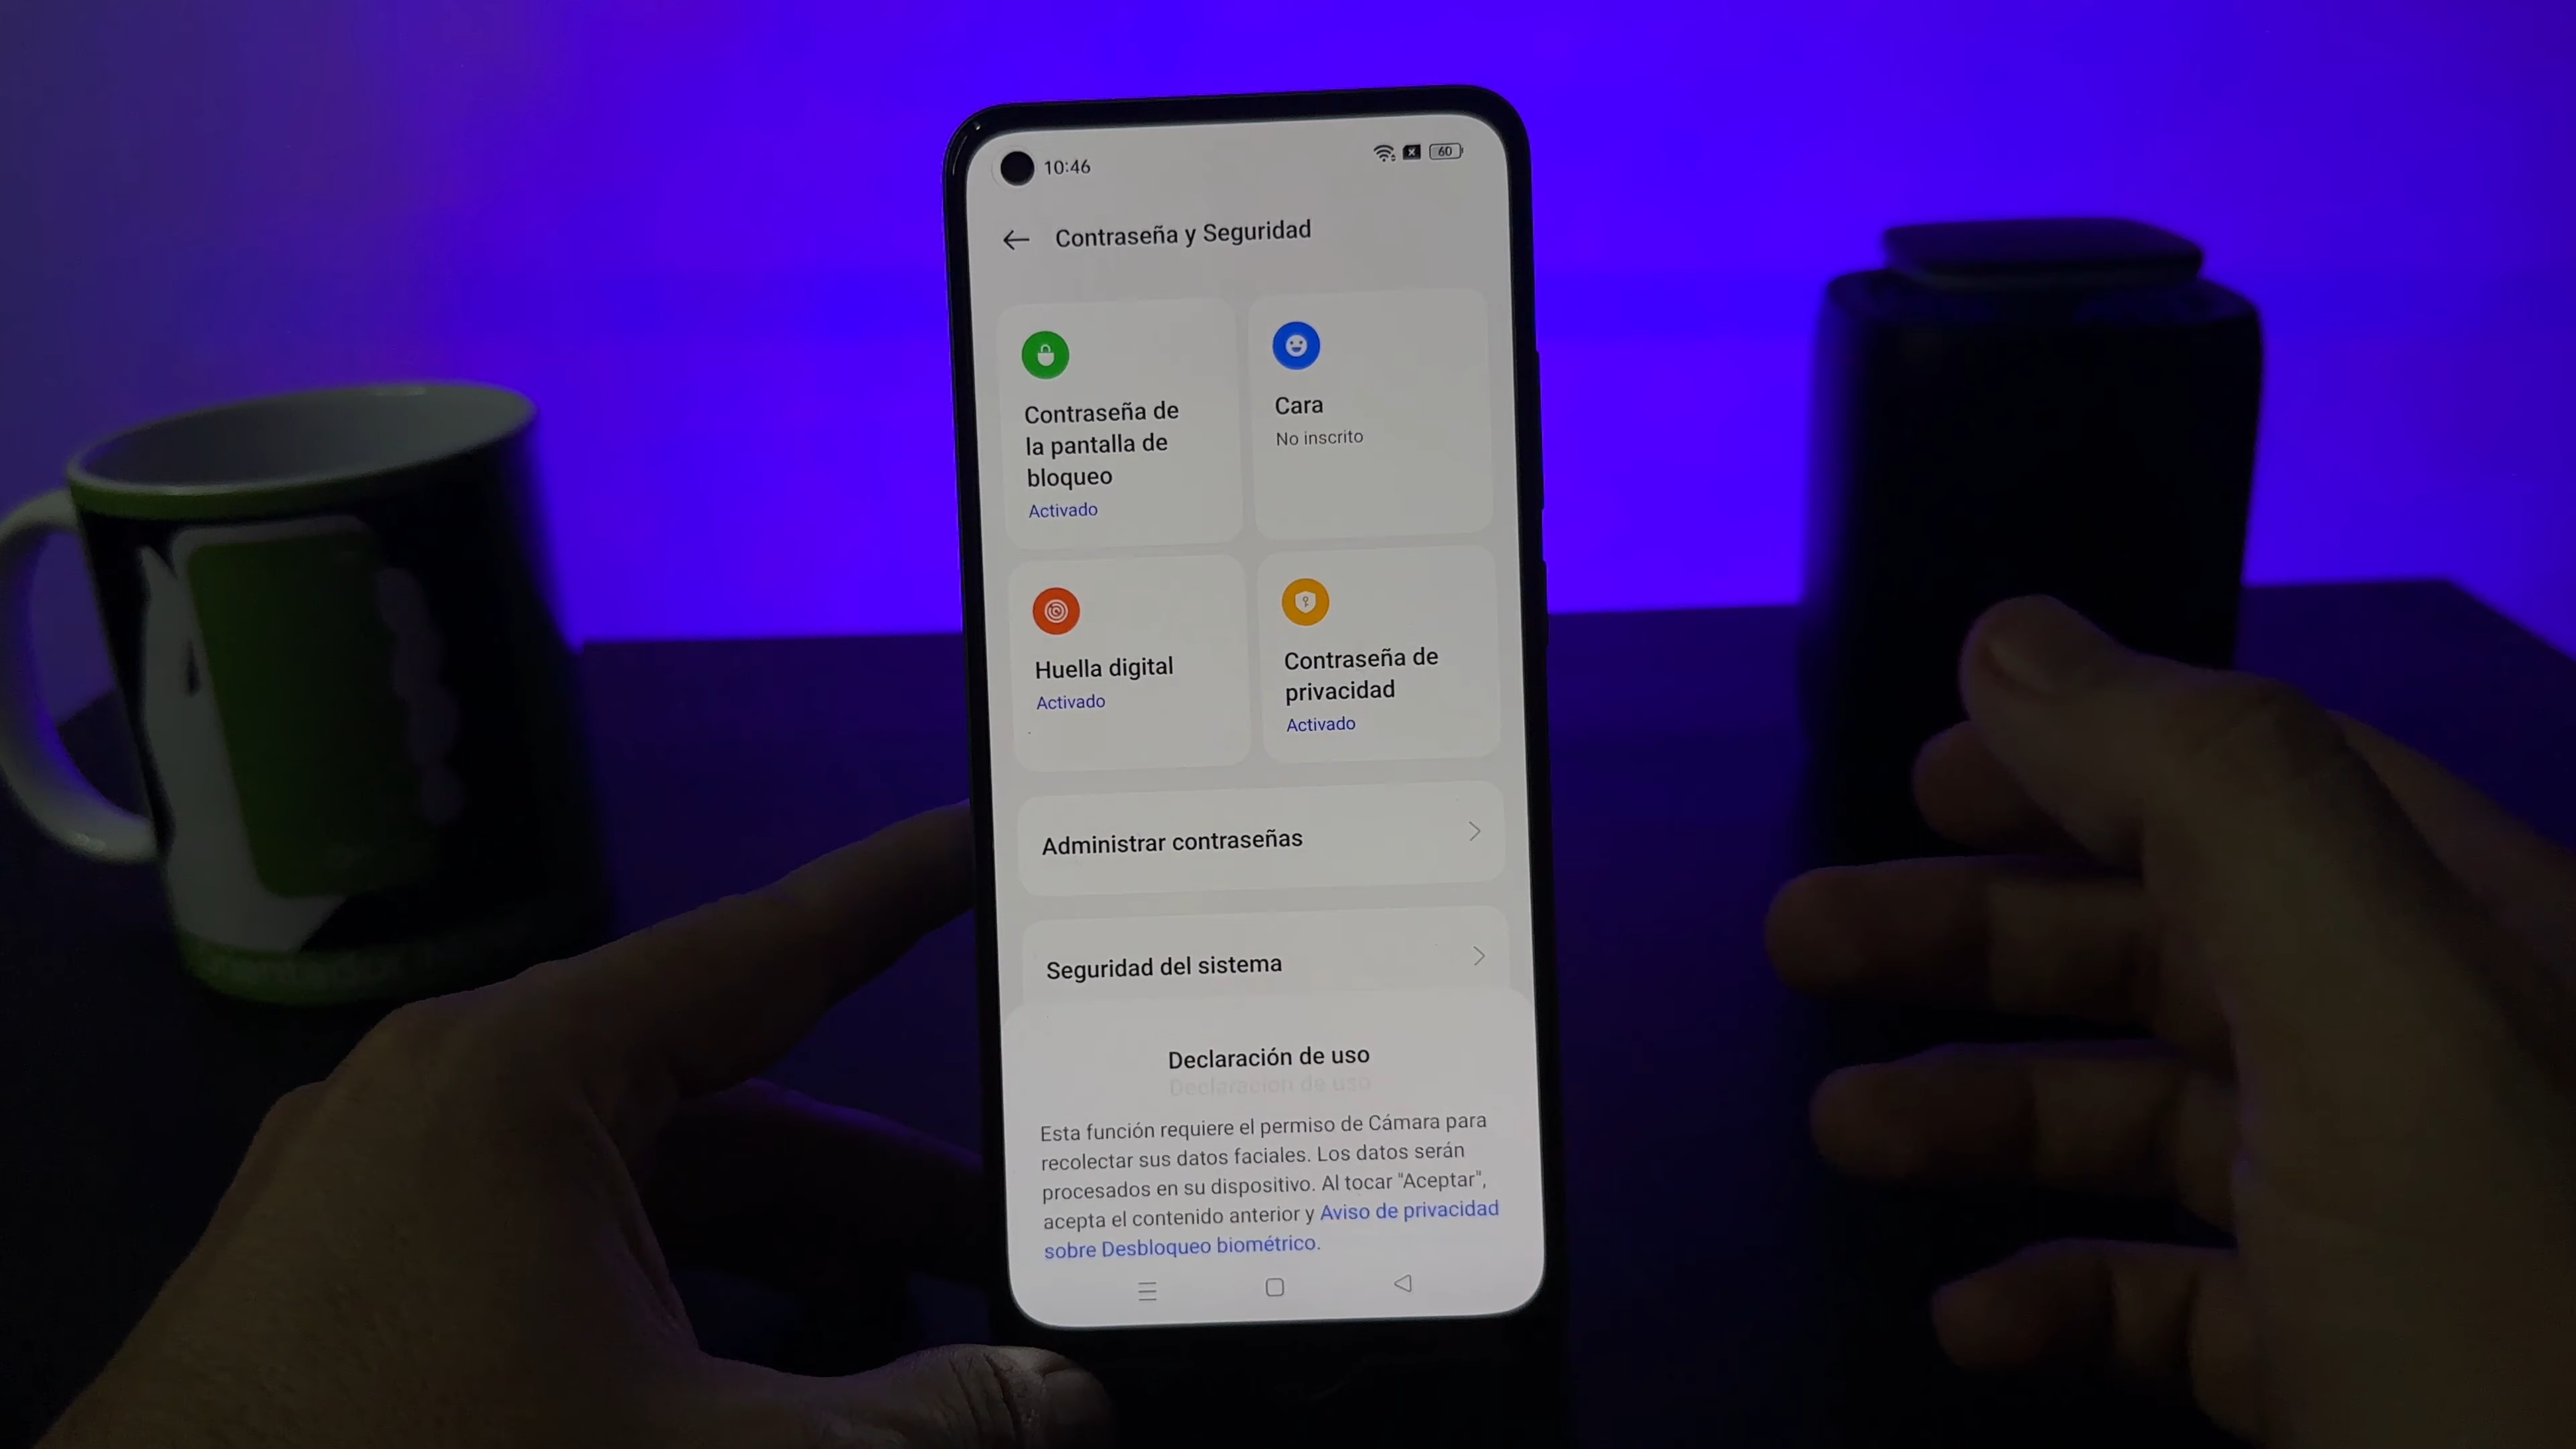 10:46
60
Contraseña y Seguridad
Contraseña de
la pantalla de
bloqueo
Activado
Cara
No inscrito
Huella digital
Activado
Contraseña de
privacidad
Activado
Administrar contraseñas
Seguridad del sistema
Declaración de uso
Declaración de uso
Esta función requiere el permiso de Cámara para
recolectar sus datos faciales. Los datos serán
procesados en su dispositivo. Al tocar "Aceptar",
acepta el contenido anterior y Aviso de privacidad
sobre Desbloqueo biométrico.